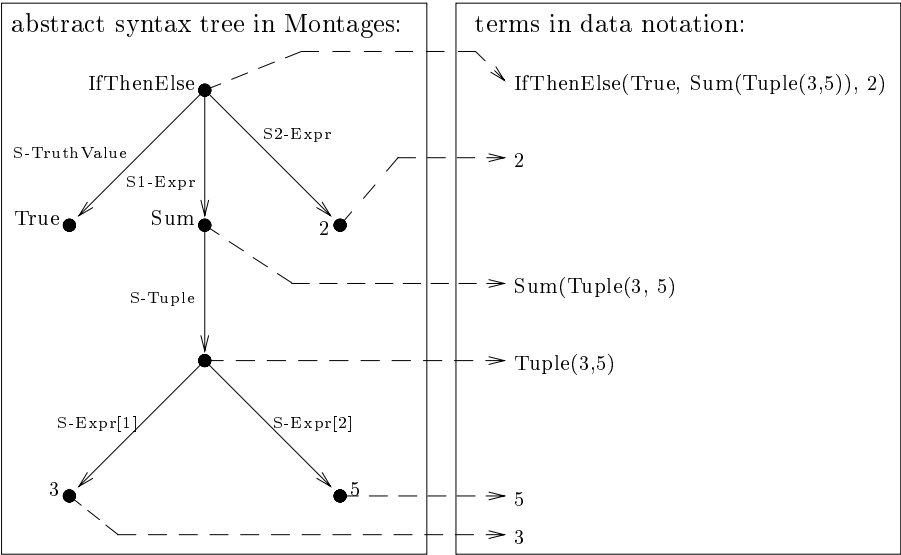 abstract syntax tree in Montages:
IfThenElse
S-TruthValue
S1-Expr
S2-Expr
True
Sum
2
S-Tuple
S-Expr[1]
S-Expr[2]
3
5
terms in data notation:
IfThenElse(True, Sum(Tuple(3,5)), 2)
2
Sum(Tuple(3, 5)
Tuple(3,5)
5
3